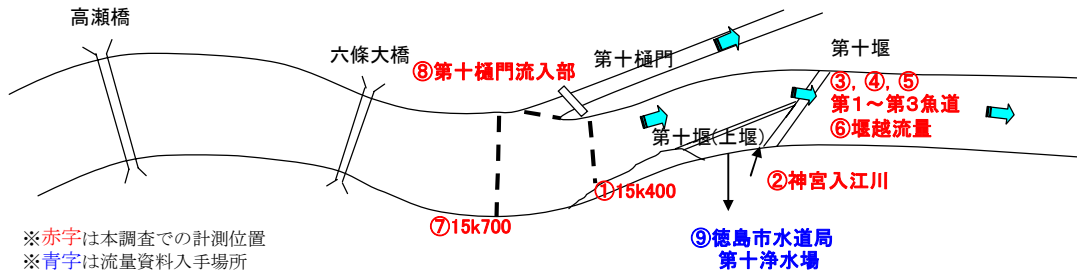 高瀬橋
六條大橋
⑧第十樋門流入部
第十樋門
第十堰
③, ④, ⑤
第1～第3魚道
⑥堰越流量
第十堰(上堰)
①15k400
②神宮入江川
⑦15k700
⑨徳島市水道局
第十浄水場
※赤字は本調査での計測位置
※青字は流量資料入手場所